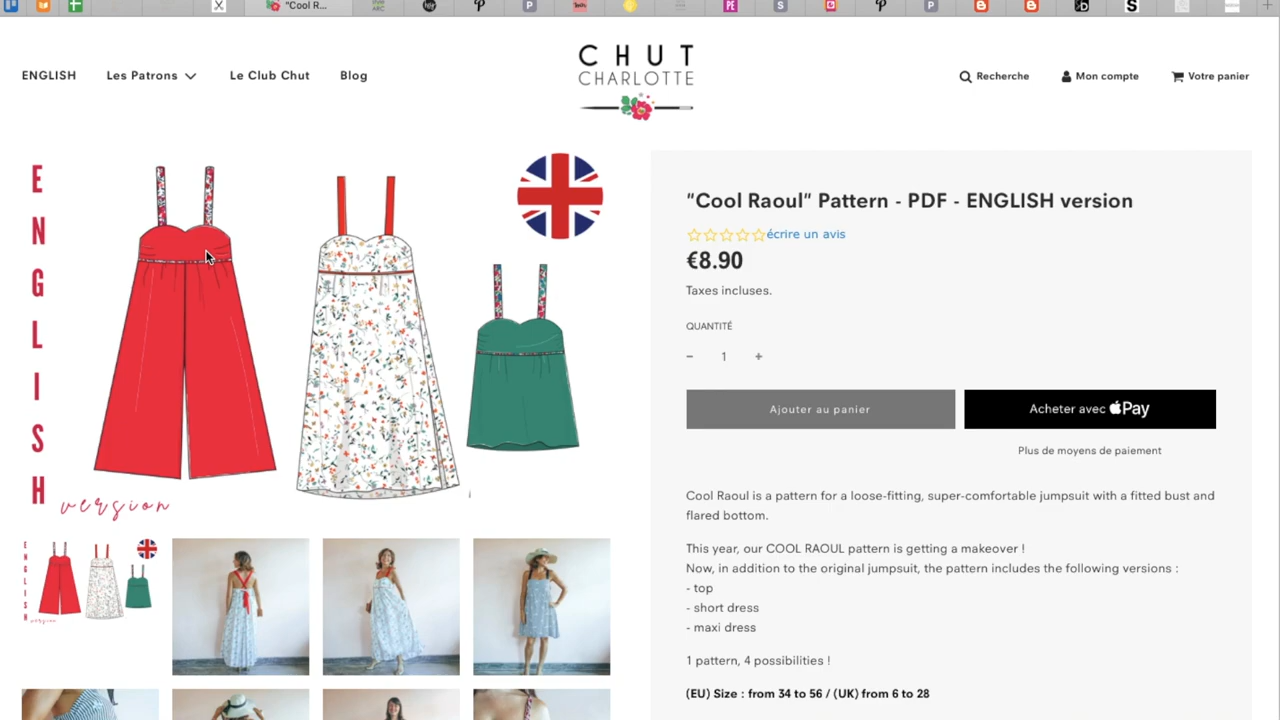 "Cool R...
ENGLISH
Les Patrons
Le Club Chut
Blog
CHUT
CHARLOTTE
Recherche
Mon compte
Votre panier
ENGLISH
version
"Cool Raoul" Pattern - PDF - ENGLISH version
écrire un avis
€8.90
Taxes incluses.
QUANTITÉ
− 1 +
Ajouter au panier
Acheter avec Pay
Plus de moyens de paiement
Cool Raoul is a pattern for a loose-fitting, super-comfortable jumpsuit with a fitted bust and
flared bottom.
This year, our COOL RAOUL pattern is getting a makeover !
Now, in addition to the original jumpsuit, the pattern includes the following versions :
- top
- short dress
- maxi dress
1 pattern, 4 possibilities !
(EU) Size : from 34 to 56 / (UK) from 6 to 28
ENGLISH
version